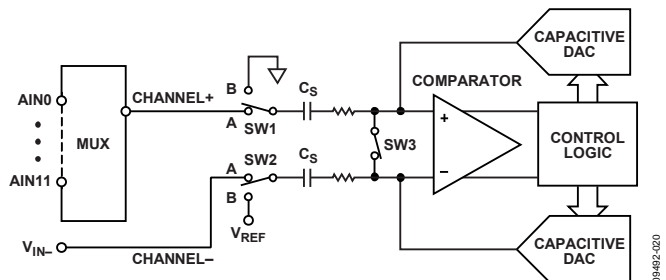 CAPACITIVE
DAC
B
COMPARATOR
CHANNEL+
CS
AIN0
A
SW1
+
MUX
SW3
CONTROL
LOGIC
SW2
CS
A
−
AIN11
B
VREF
VIN–
CHANNEL–
CAPACITIVE
DAC
09492-020